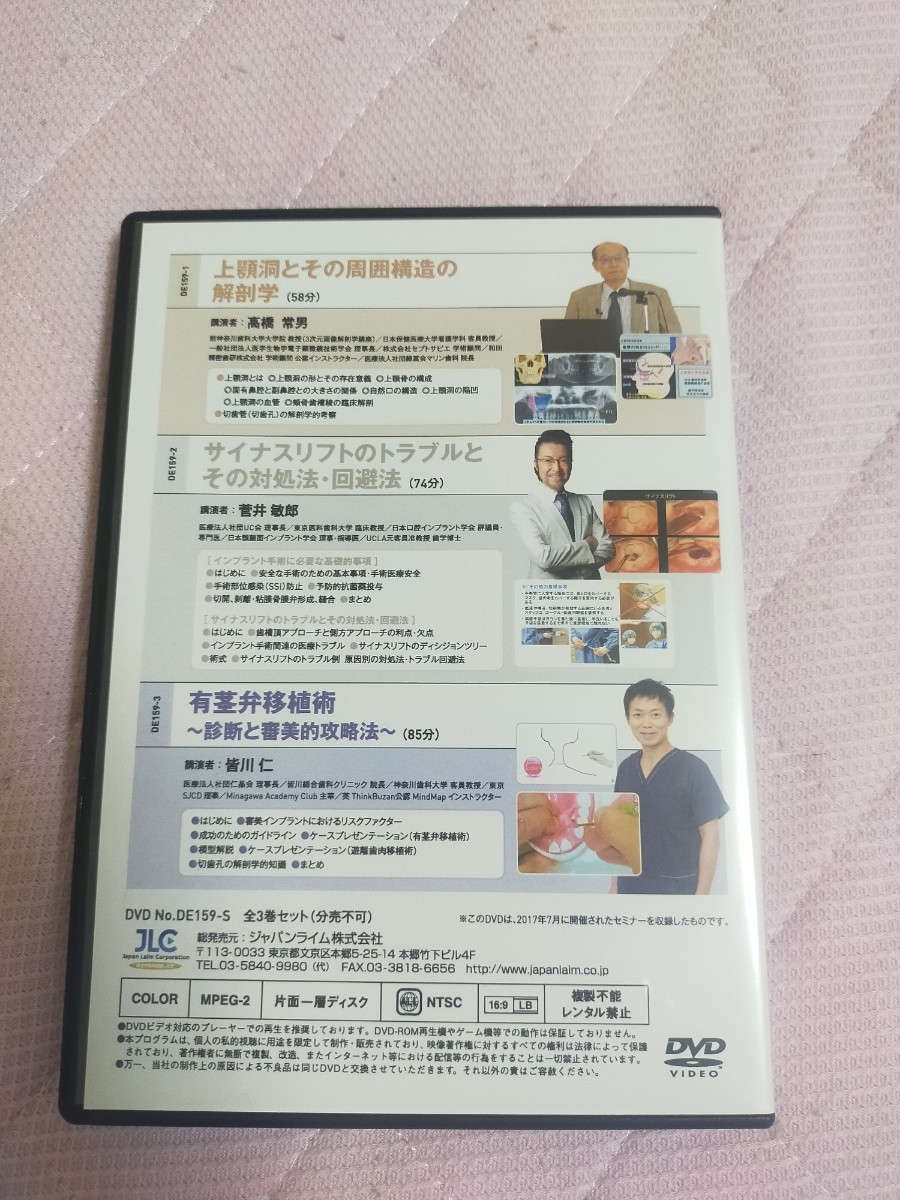 DE159-1
上顎洞とその周囲構造の
解剖学（58分）
講演者：高橋 常男
前神奈川歯科大学大学院 教授（3次元画像解剖学講座）／日本保健医療大学看護学科 客員教授／
一般社団法人医学生物学電子顕微鏡技術学会 理事長／株式会社セプトサピエ 学術顧問／和田
精密歯研株式会社 学術顧問 公認インストラクター／医療法人社団 マリン歯科 院長
●上顎洞とは ◎上顎洞の形とその存在意義 ◎上顎骨の構成
◎固有鼻腔と副鼻腔との大きさの関係 ◎自然口の構造 ◎上顎洞の陥凹
◎上顎洞の血管 ◎頬骨歯槽稜の臨床解剖
●切歯管（切歯孔）の解剖学的考察
DE159-2
サイナスリフトのトラブルと
その対処法・回避法（74分）
講演者：菅井 敏郎
医療法人社団UC会 理事長／東京医科歯科大学 臨床教授／日本口腔インプラント学会 評議員・
専門医／日本顎顔面インプラント学会 理事・指導医／UCLA元客員准教授 歯学博士
サイナスリフト
［インプラント手術に必要な基礎的事項］
●はじめに ●安全な手術のための基本事項・手術医療安全
●手術部位感染（SSI）防止 ●予防的抗菌薬投与
●切開、剥離・粘膜骨膜弁形成、縫合 ●まとめ
［サイナスリフトのトラブルとその対処法・回避法］
●はじめに ●歯槽頂アプローチと側方アプローチの利点・欠点
●インプラント手術関連の医療トラブル ●サイナスリフトのディシジョンツリー
●術式 ●サイナスリフトのトラブル例 原因別の対処法・トラブル回避法
DE159-3
有茎弁移植術
～診断と審美的攻略法～（85分）
講演者：皆川 仁
医療法人社団仁基会 理事長／皆川総合歯科クリニック 院長／神奈川歯科大学 客員教授／東京
SJCD 理事／Minagawa Academy Club 主宰／英 ThinkBuzan公認 MindMap インストラクター
●はじめに ●審美インプラントにおけるリスクファクター
●成功のためのガイドライン ●ケースプレゼンテーション（有茎弁移植術）
●模型解説 ●ケースプレゼンテーション（遊離歯肉移植術）
●切歯孔の解剖学的知識 ●まとめ
DVD No.DE159-S 全3巻セット（分売不可）
※このDVDは、2017年7月に開催されたセミナーを収録したものです。
JLC
Japan Laim Corporation
総発売元：ジャパンライム株式会社
〒113-0033 東京都文京区本郷5-25-14 本郷竹下ビル4F
TEL.03-5840-9980（代） FAX.03-3818-6656 http://www.japanlaim.co.jp
COLOR
MPEG-2
片面一層ディスク
ALL NTSC
16:9 LB
複製不能
レンタル禁止
●DVDビデオ対応のプレーヤーでの再生を推奨しております。DVD-ROM再生機やゲーム機等での動作は保証しておりません。
●本プログラムは、個人の私的視聴に用途を限定して制作・販売されており、映像著作権に対するすべての権利は法律によって保護
されており、著作権者に無断で複製、改造、またインターネット等における配信等の行為をすることは一切禁止されています。
●万一、当社の制作上の原因による不良品は同じDVDと交換させていただきます。それ以外の責はご容赦ください。
DVD
VIDEO